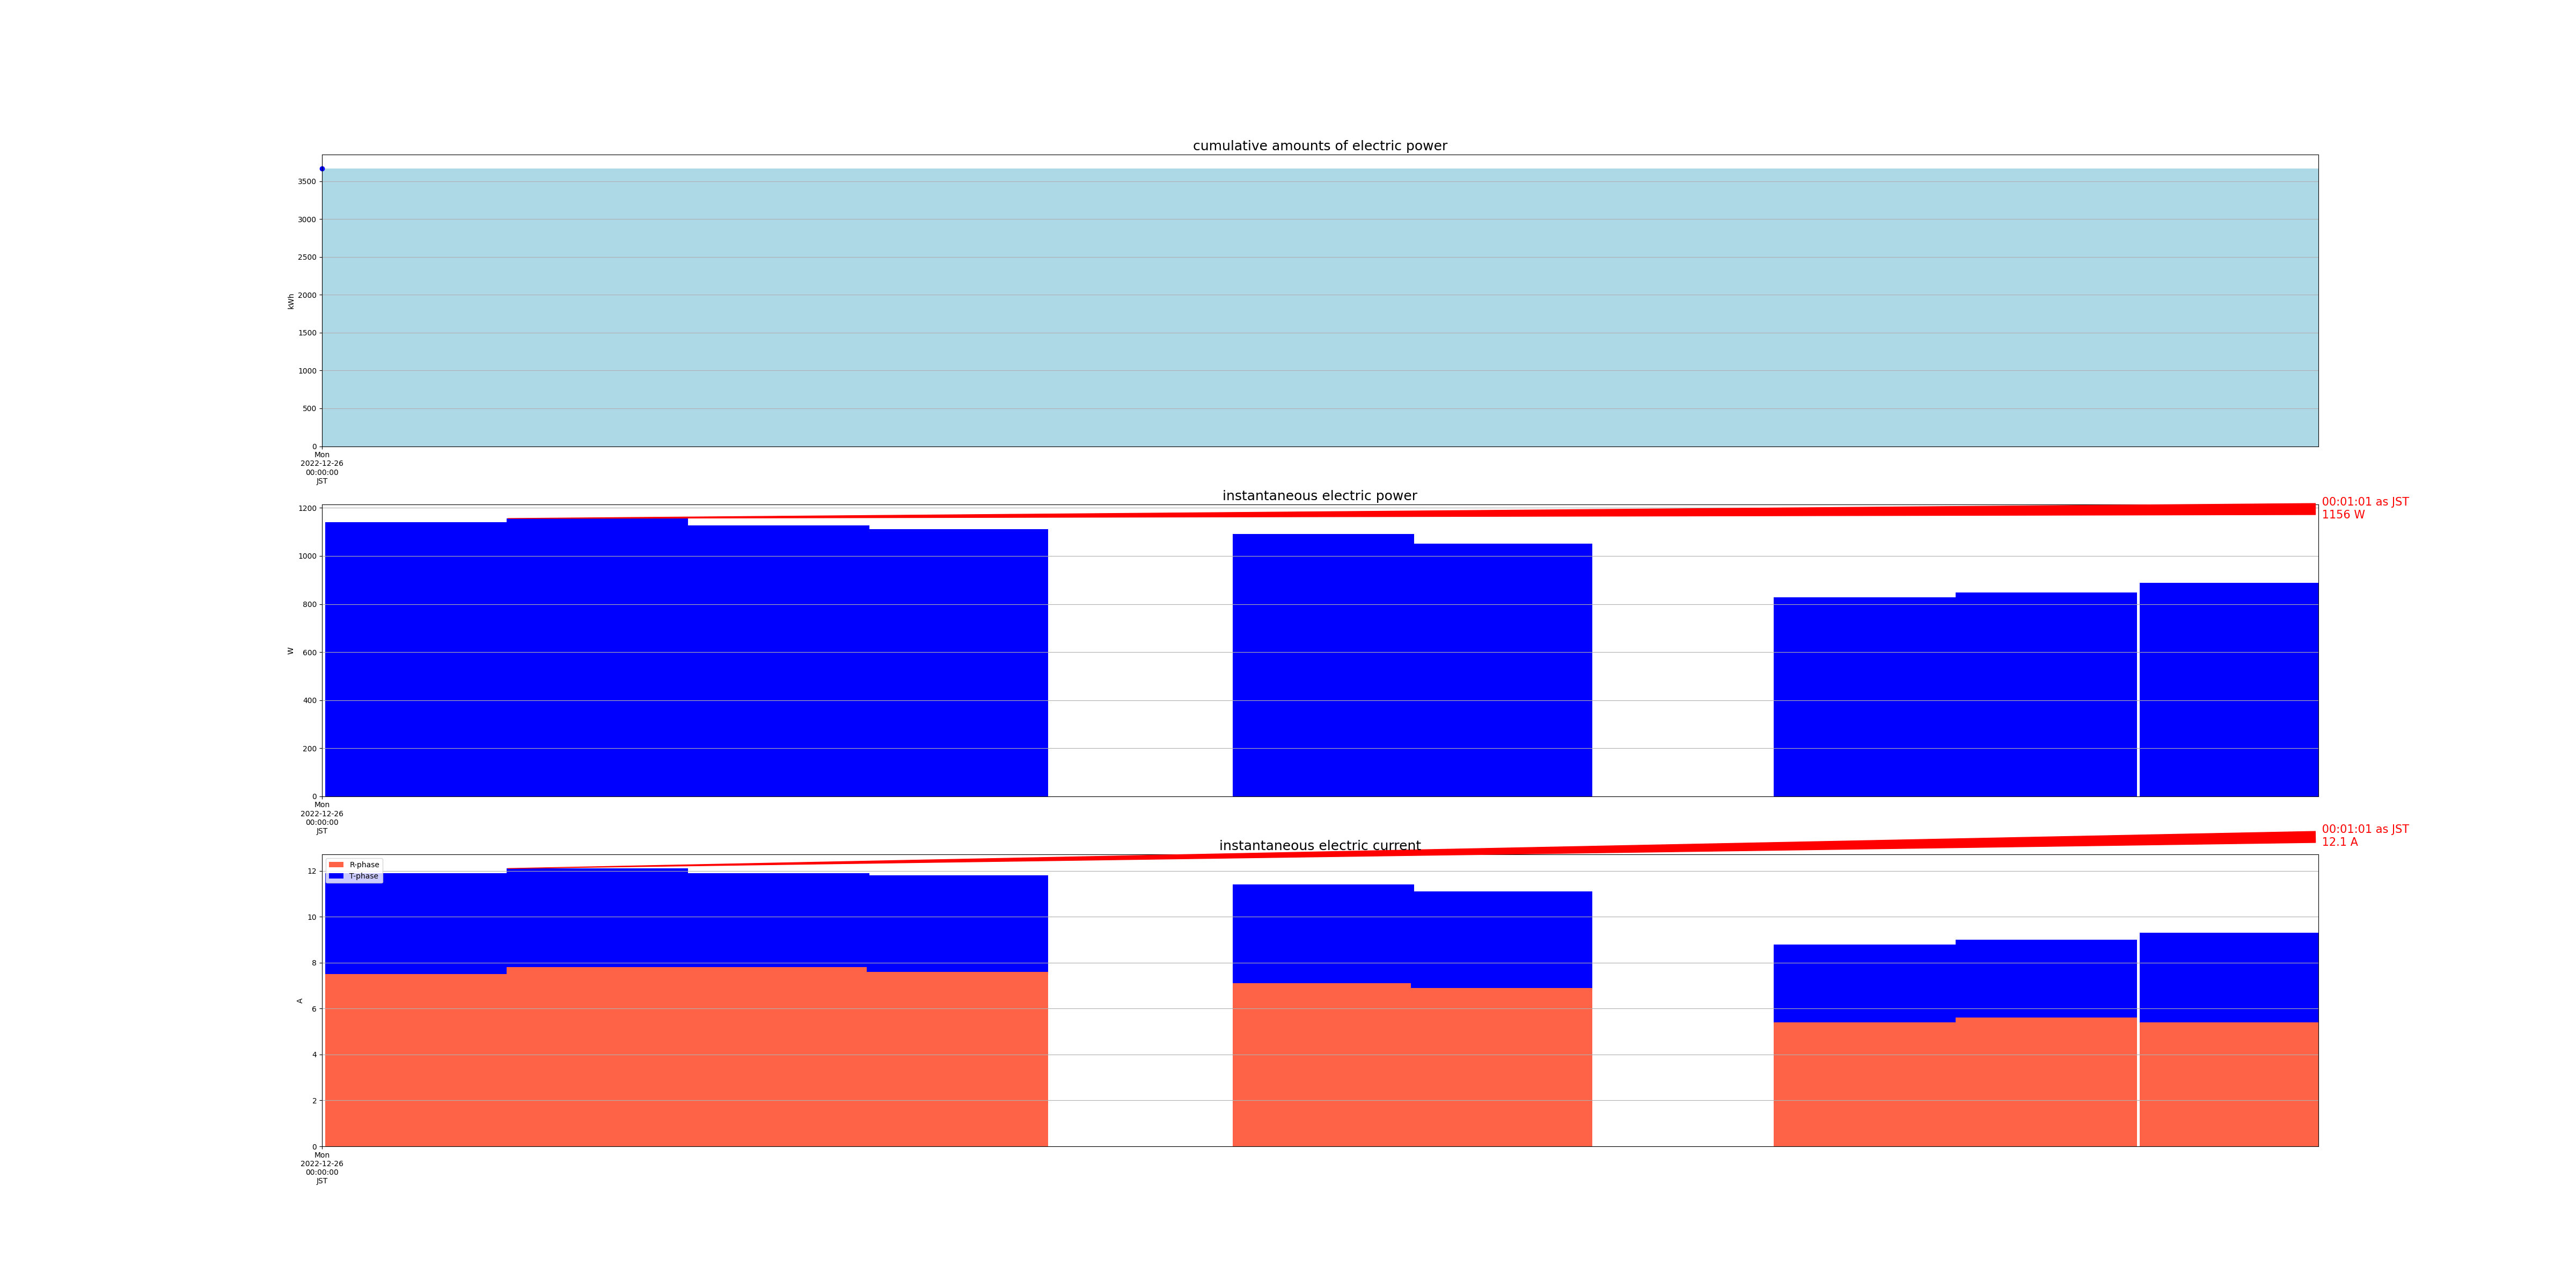 cumulative amounts of electric power
3500
3000
2500
2000
1500
1000
500
0
kWh
Mon
2022-12-26
00:00:00
JST
instantaneous electric power
00:01:01 as JST
1156 W
1200
1000
800
600
400
200
0
W
Mon
2022-12-26
00:00:00
JST
instantaneous electric current
00:01:01 as JST
12.1 A
R-phase
T-phase
12
10
8
6
4
2
0
A
Mon
2022-12-26
00:00:00
JST